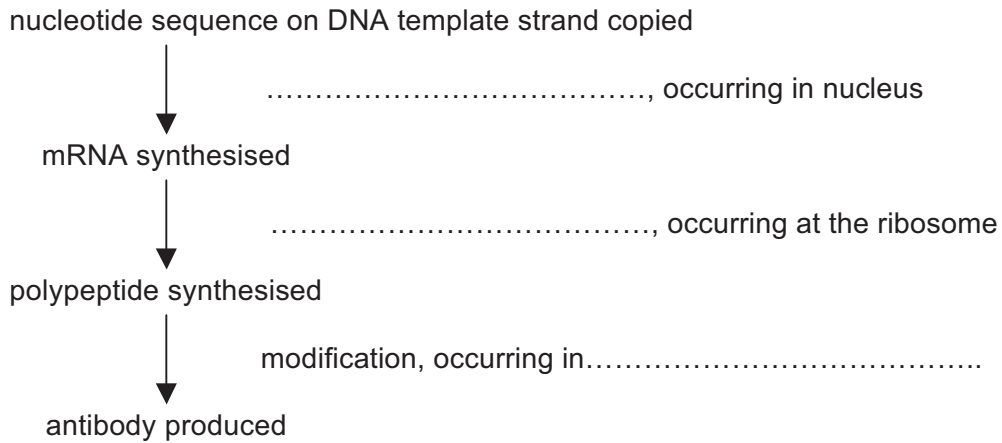 nucleotide sequence on DNA template strand copied
……………………………………, occurring in nucleus
mRNA synthesised
……………………………………, occurring at the ribosome
polypeptide synthesised
modification, occurring in……………………………………..
antibody produced